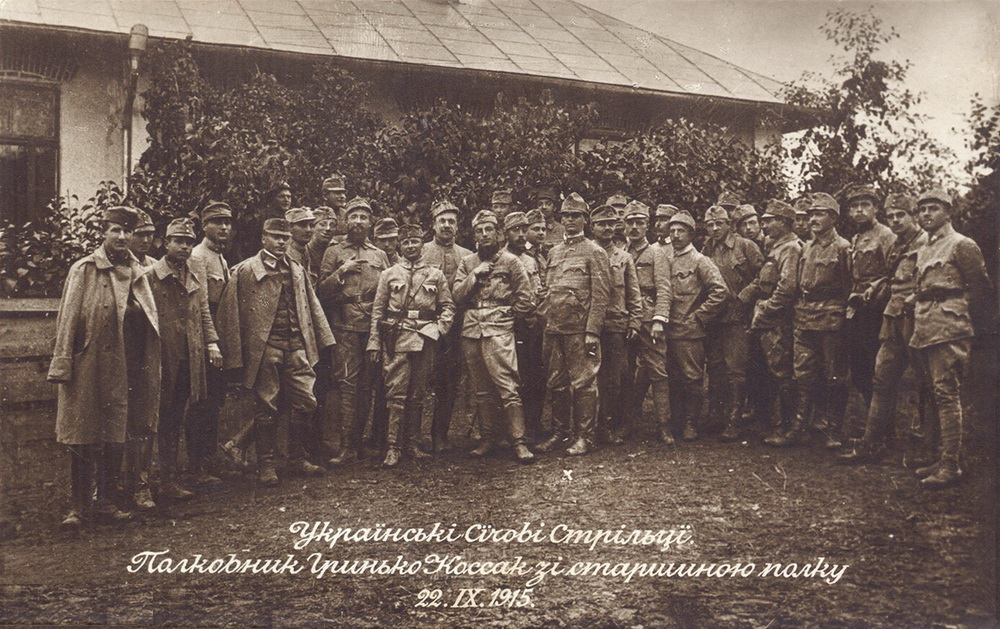 Українські Січові Стрільці.
Полковник Гринько Коссак зі старшиною полку
22. IX. 1915.